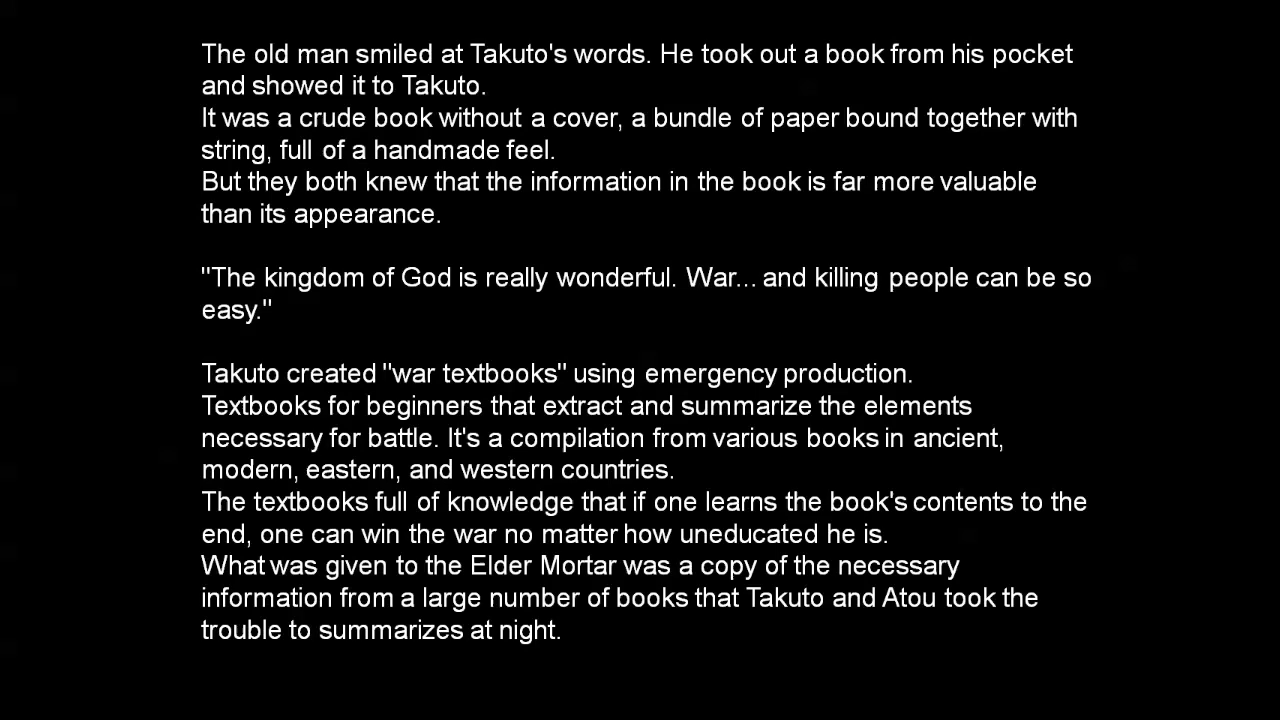 The old man smiled at Takuto's words. He took out a book from his pocket
and showed it to Takuto.
It was a crude book without a cover, a bundle of paper bound together with
string, full of a handmade feel.
But they both knew that the information in the book is far more valuable
than its appearance.
"The kingdom of God is really wonderful. War... and killing people can be so
easy."
Takuto created "war textbooks" using emergency production.
Textbooks for beginners that extract and summarize the elements
necessary for battle. It's a compilation from various books in ancient,
modern, eastern, and western countries.
The textbooks full of knowledge that if one learns the book's contents to the
end, one can win the war no matter how uneducated he is.
What was given to the Elder Mortar was a copy of the necessary
information from a large number of books that Takuto and Atou took the
trouble to summarizes at night.